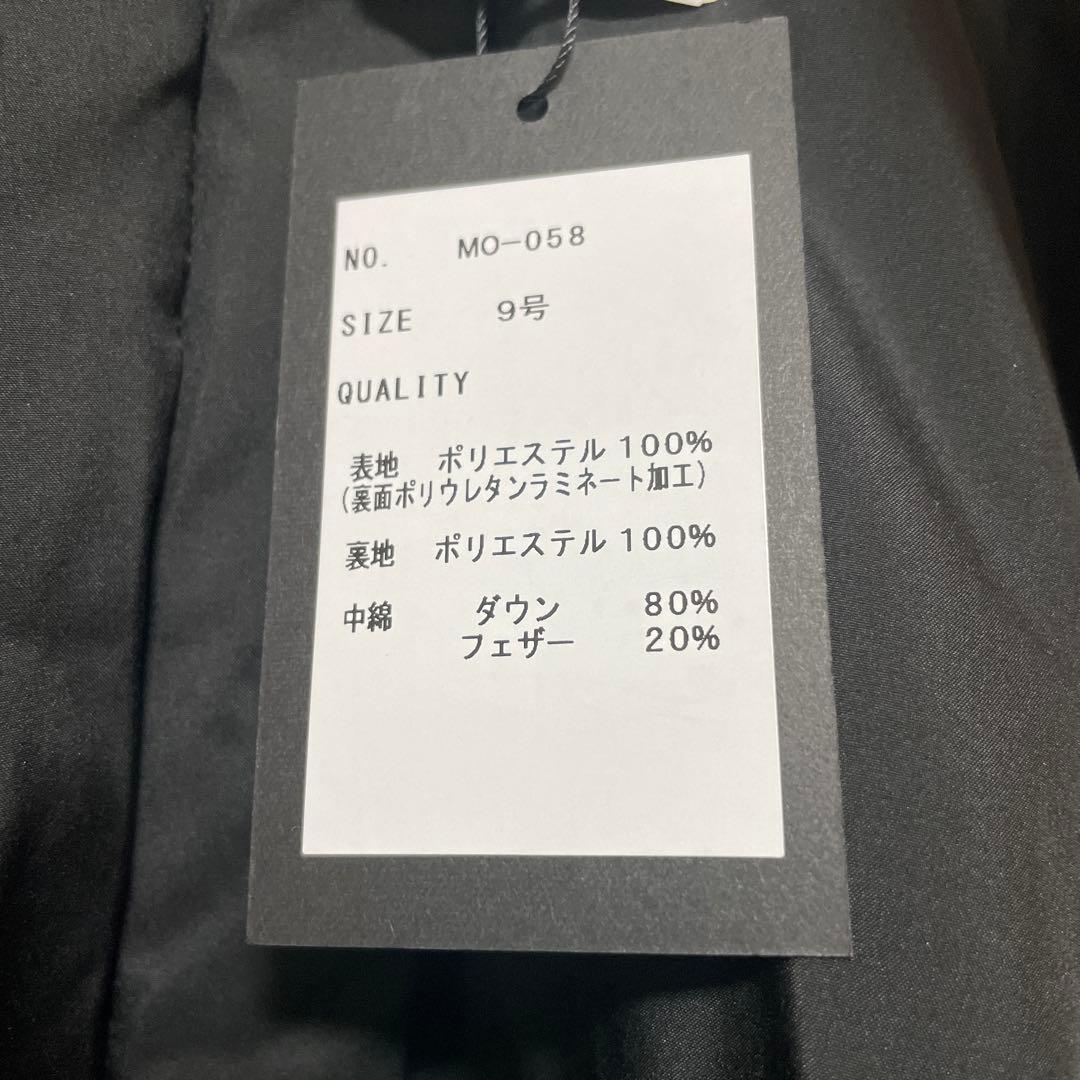 NO. MO-058
SIZE 9号
QUALITY
表地 ポリエステル 100%
(裏面ポリウレタンラミネート加工)
裏地 ポリエステル 100%
中綿 ダウン 80%
フェザー 20%